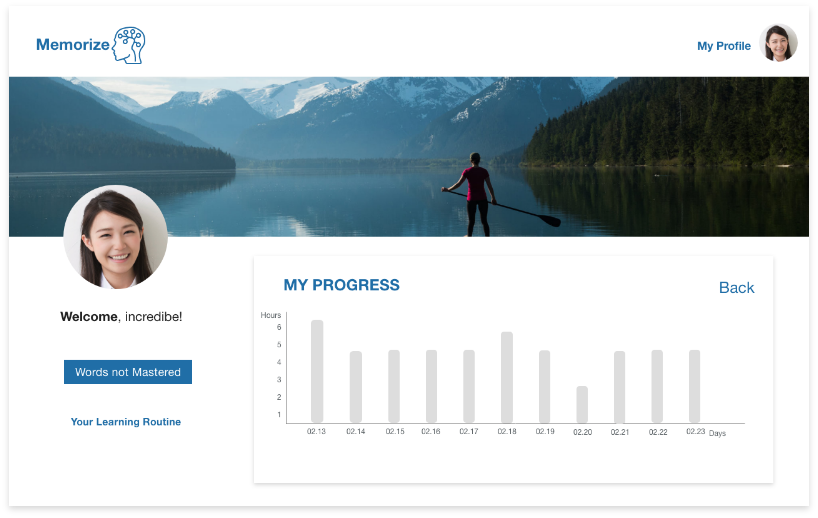 Memorize
My Profile
Welcome, incredibe!
Words not Mastered
Your Learning Routine
MY PROGRESS
Back
Hours
6
5
4
3
2
1
02.13 02.14 02.15 02.16 02.17 02.18 02.19 02.20 02.21 02.22 02.23 Days